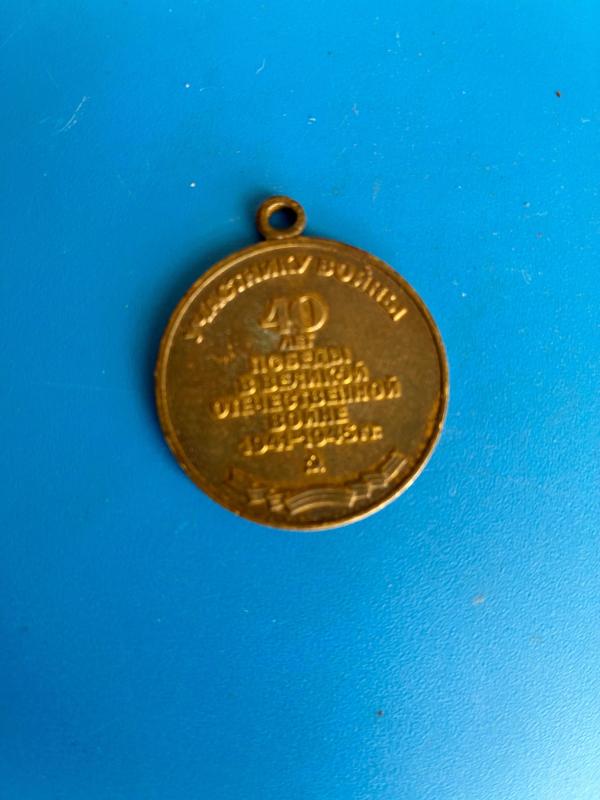 УЧАСТНИКУ ВОЙНЫ
40
ЛЕТ
ПОБЕДЫ
В ВЕЛИКОЙ
ОТЕЧЕСТВЕННОЙ
ВОЙНЕ
1941-1945 гг.